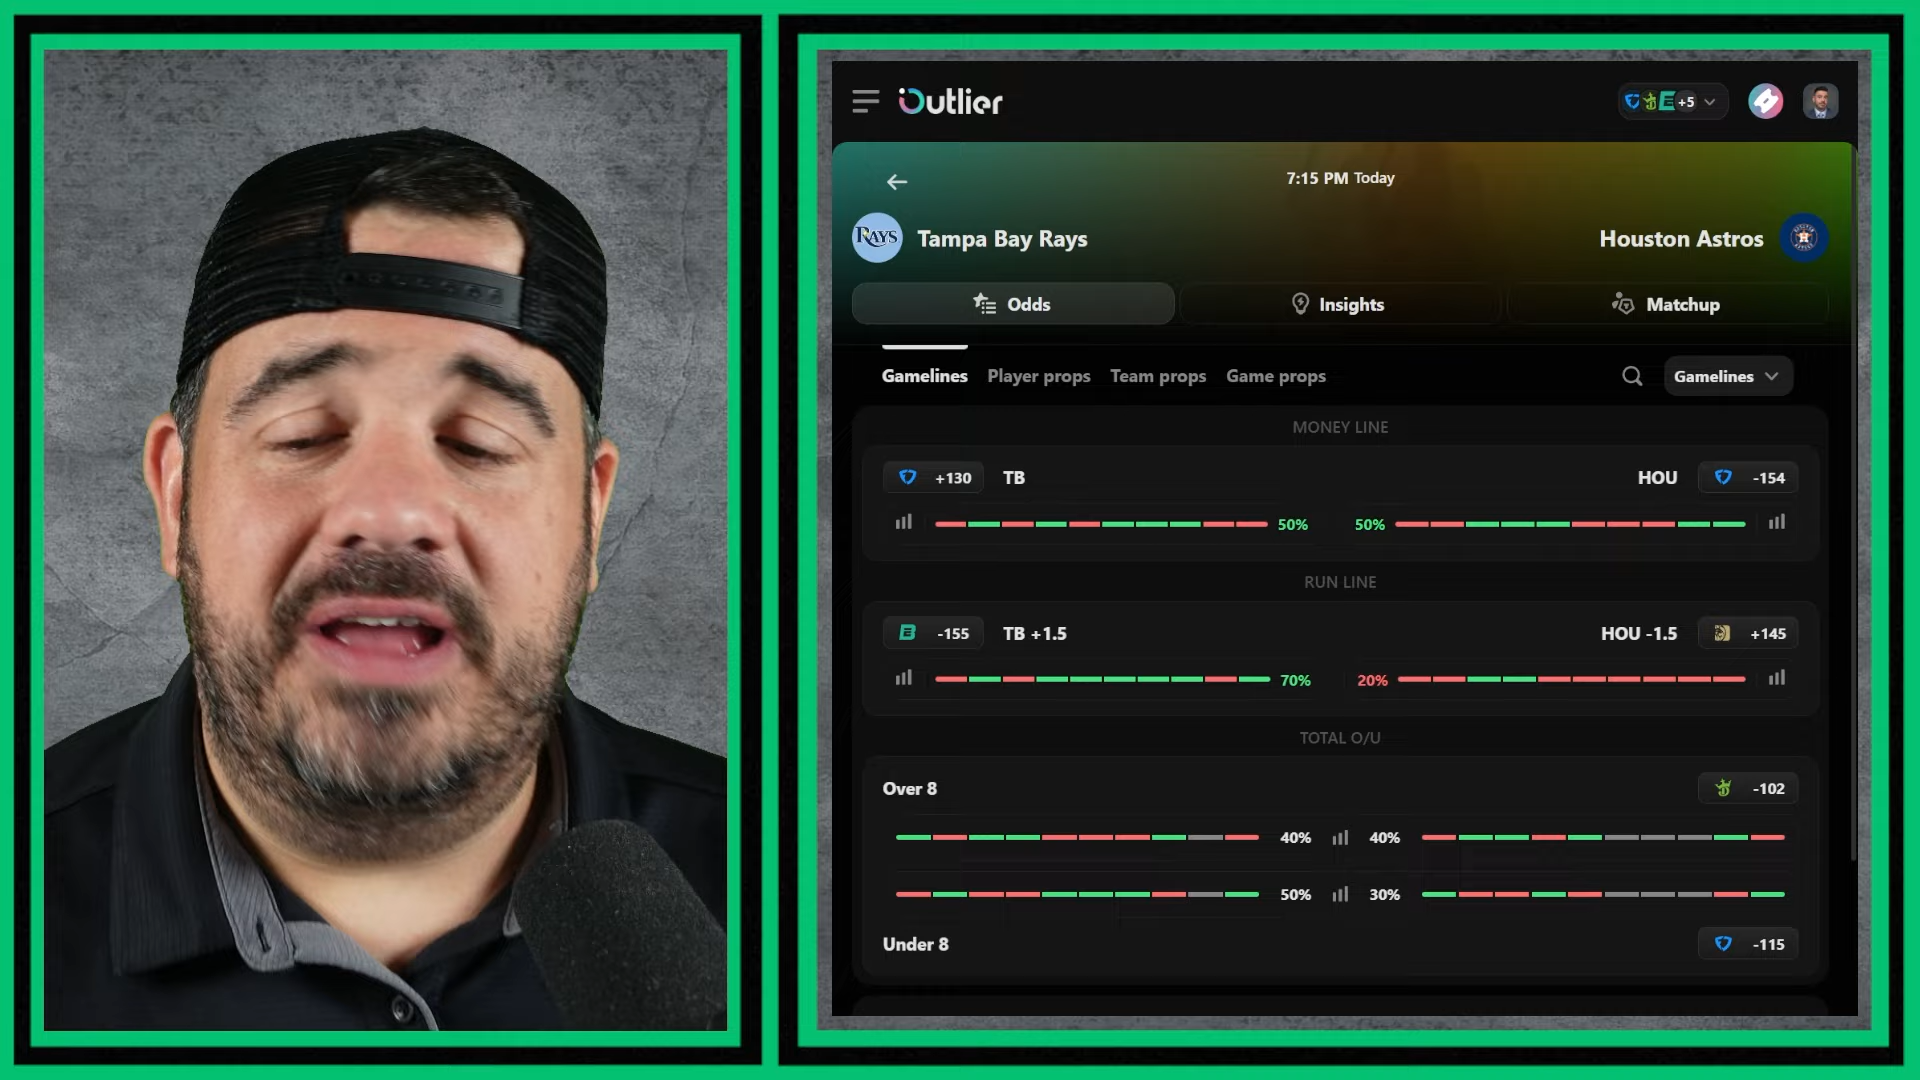 Outlier
+5
7:15 PM Today
RAYS
Tampa Bay Rays
Houston Astros
Odds
Insights
Matchup
Gamelines
Player props
Team props
Game props
Gamelines
MONEY LINE
+130 TB
HOU -154
50%
50%
RUN LINE
-155 TB +1.5
HOU -1.5 +145
70%
20%
TOTAL O/U
Over 8
-102
40%
40%
50%
30%
Under 8
-115